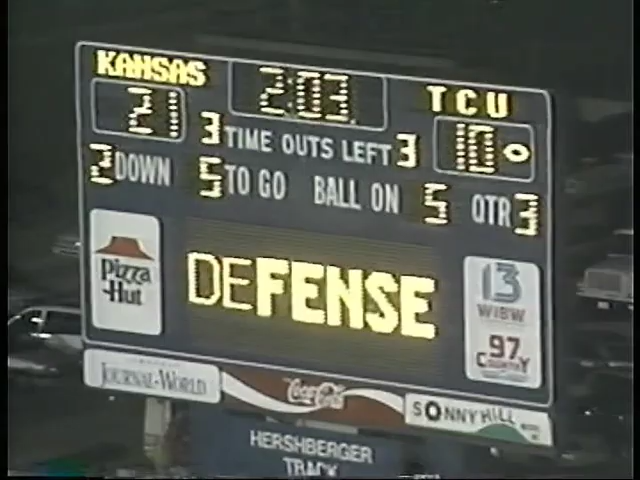 KANSAS 2:03 TCU
21
3 TIME OUTS LEFT 3
2 DOWN 5 TO GO BALL ON 5 QTR 3
Pizza Hut
DEFENSE
13
WIBW
97
COUNTRY
JOURNAL-WORLD
Coca-Cola
SONNY HILL
HERSHBERGER
TRACK